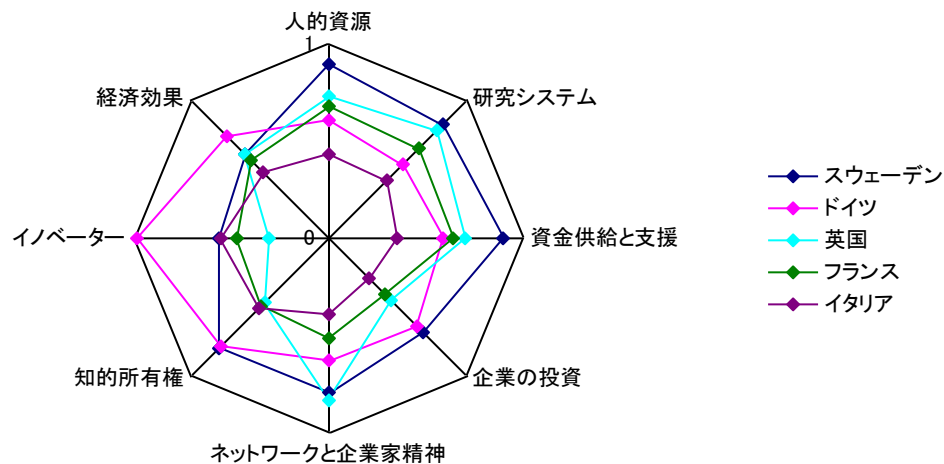 人的資源
1
経済効果
研究システム
スウェーデン
ドイツ
イノベーター
0
資金供給と支援
英国
フランス
イタリア
知的所有権
企業の投資
ネットワークと企業家精神